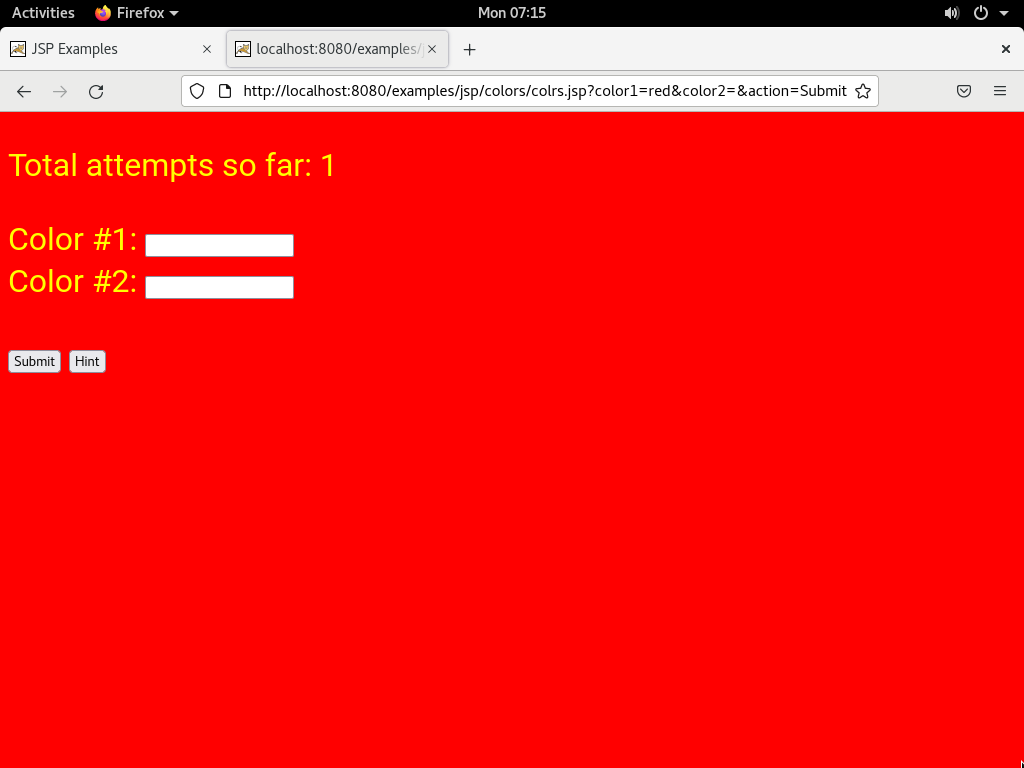 Activities Firefox Mon 07:15
JSP Examples localhost:8080/examples/
http://localhost:8080/examples/jsp/colors/colrs.jsp?color1=red&color2=&action=Submit
Total attempts so far: 1
Color #1:
Color #2:
Submit Hint